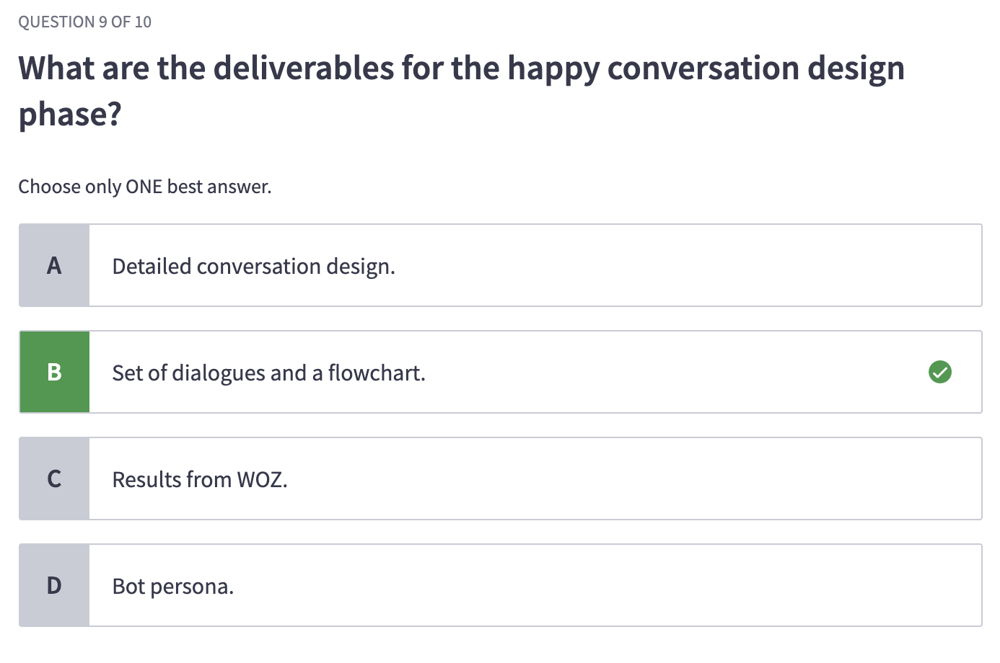 QUESTION 9 OF 10
What are the deliverables for the happy conversation design
phase?
Choose only ONE best answer.
A
Detailed conversation design.
B
Set of dialogues and a flowchart.
C
Results from WOZ.
D
Bot persona.